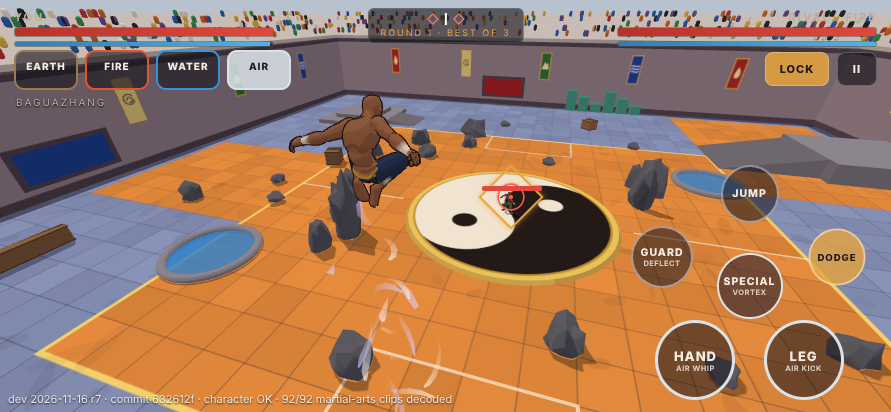 I
ROUND 1 · BEST OF 3
EARTH
FIRE
WATER
AIR
LOCK
II
BAGUAZHANG
JUMP
GUARD
DEFLECT
DODGE
SPECIAL
VORTEX
HAND
AIR WHIP
LEG
AIR KICK
dev 2026-11-16 r7 · commit 632612f · character OK · 92/92 martial-arts clips decoded